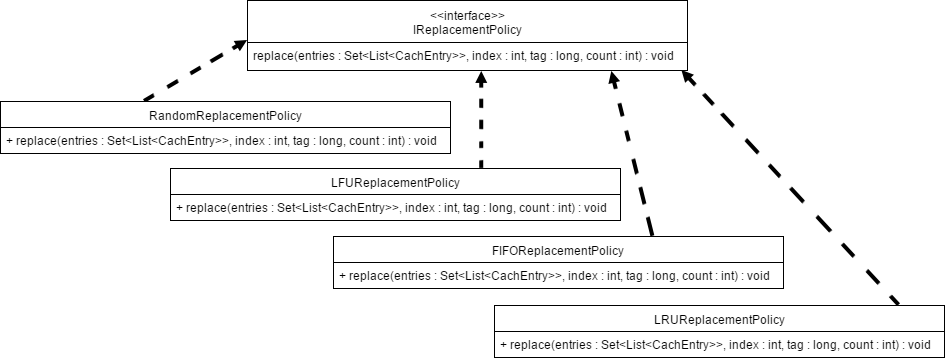 <<interface>>
IReplacementPolicy
replace(entries : Set<List<CachEntry>>, index : int, tag : long, count : int) : void
RandomReplacementPolicy
+ replace(entries : Set<List<CachEntry>>, index : int, tag : long, count : int) : void
LFUReplacementPolicy
+ replace(entries : Set<List<CachEntry>>, index : int, tag : long, count : int) : void
FIFOReplacementPolicy
+ replace(entries : Set<List<CachEntry>>, index : int, tag : long, count : int) : void
LRUReplacementPolicy
+ replace(entries : Set<List<CachEntry>>, index : int, tag : long, count : int) : void